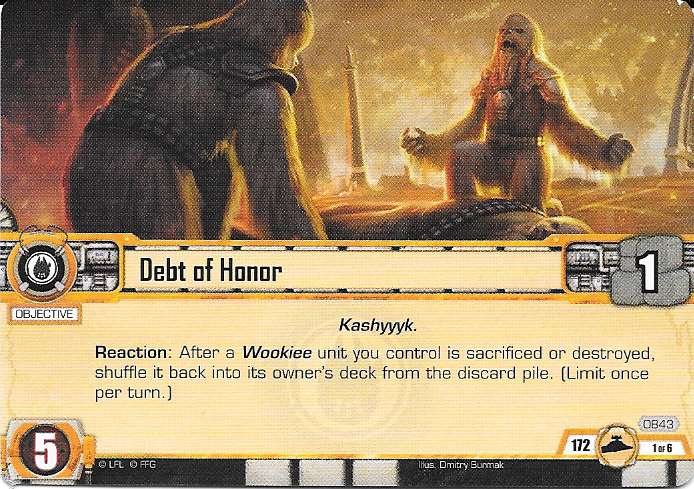 Debt of Honor
1
OBJECTIVE
Kashyyyk.
Reaction: After a Wookiee unit you control is sacrificed or destroyed,
shuffle it back into its owner's deck from the discard pile. (Limit once
per turn.)
5
© LFL © FFG
Illus. Dmitry Burmak
172
0843
1 OF 6